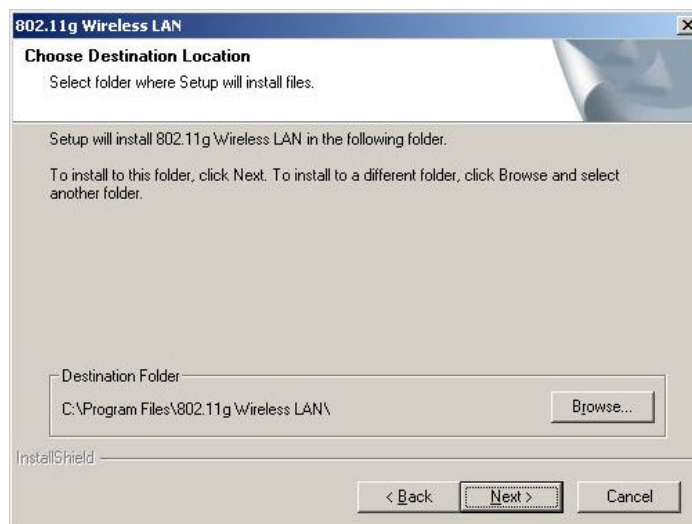 802.11g Wireless LAN
Choose Destination Location
Select folder where Setup will install files.
Setup will install 802.11g Wireless LAN in the following folder.
To install to this folder, click Next. To install to a different folder, click Browse and select
another folder.
Destination Folder
C:\Program Files\802.11g Wireless LAN\
Browse...
InstallShield
< Back
Next >
Cancel